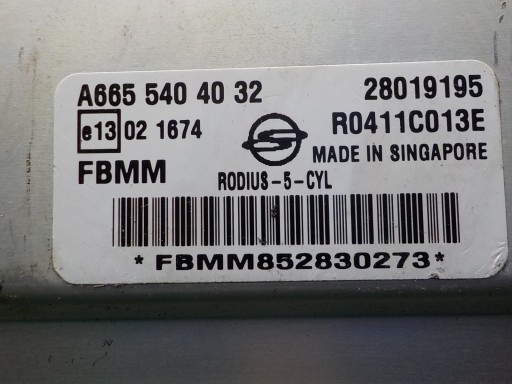 A665 540 40 32 28019195
e13 02 1674 R0411C013E
FBMM MADE IN SINGAPORE
RODIUS-5-CYL
*FBMM852830273*